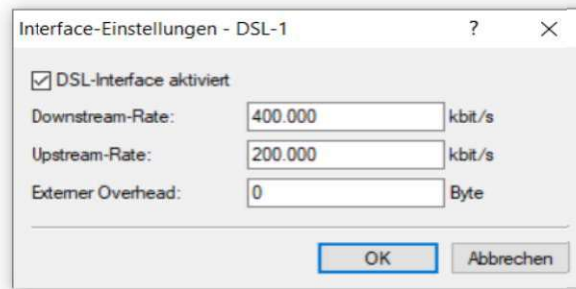 Interface-Einstellungen - DSL-1 ?
DSL-Interface aktiviert
Downstream-Rate: 400.000 kbit/s
Upstream-Rate: 200.000 kbit/s
Externer Overhead: 0 Byte
OK Abbrechen